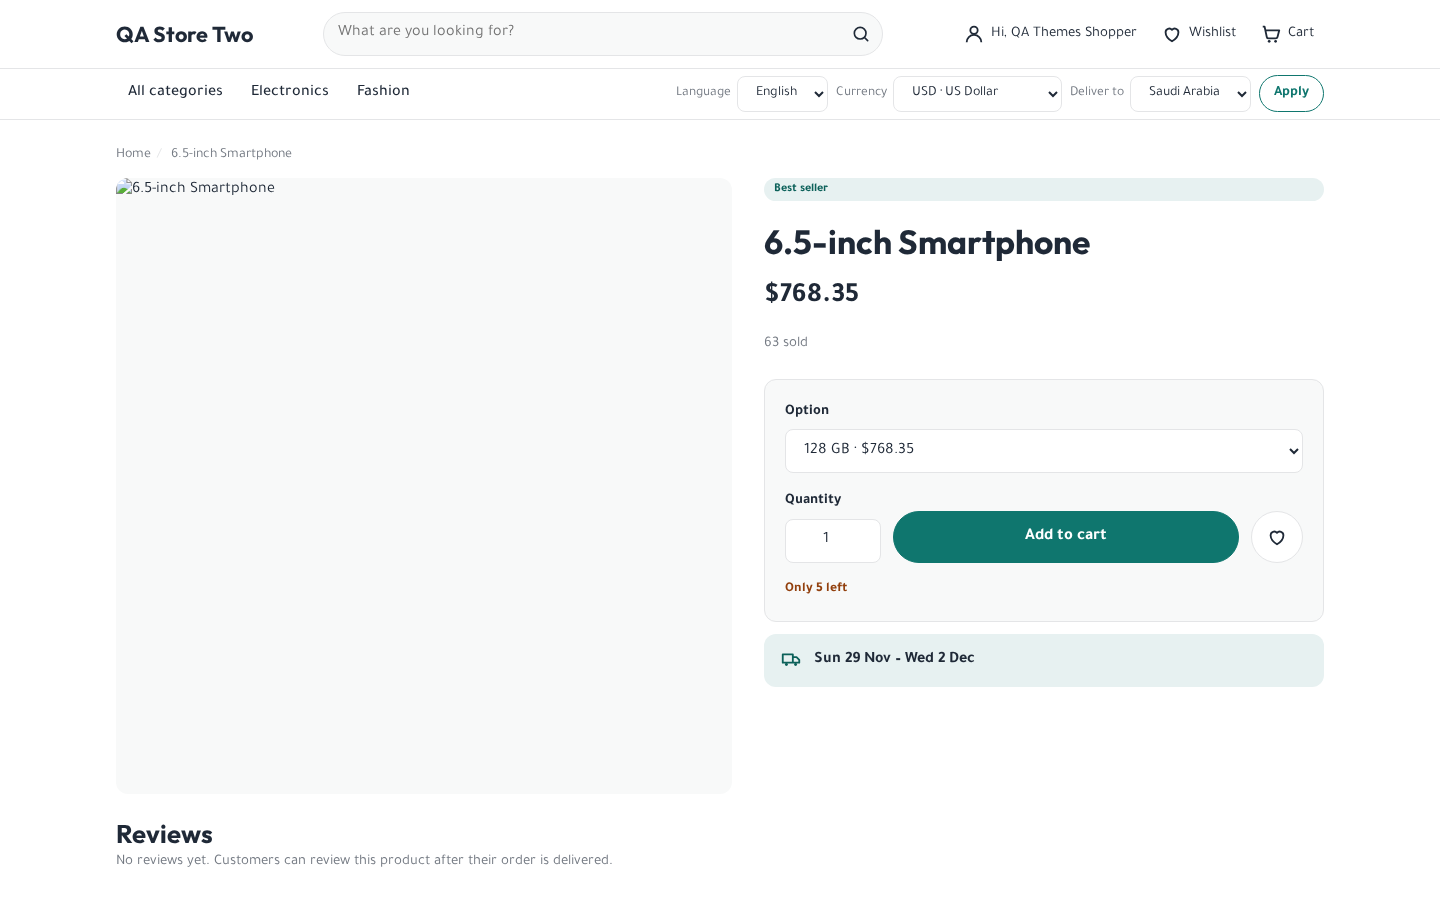 QA Store Two
What are you looking for?
Hi, QA Themes Shopper
Wishlist
Cart
All categories
Electronics
Fashion
Language
English
Currency
USD · US Dollar
Deliver to
Saudi Arabia
Apply
Home / 6.5-inch Smartphone
6.5-inch Smartphone
Best seller
6.5-inch Smartphone
$768.35
63 sold
Option
128 GB · $768.35
Quantity
1
Add to cart
Only 5 left
Sun 29 Nov - Wed 2 Dec
Reviews
No reviews yet. Customers can review this product after their order is delivered.